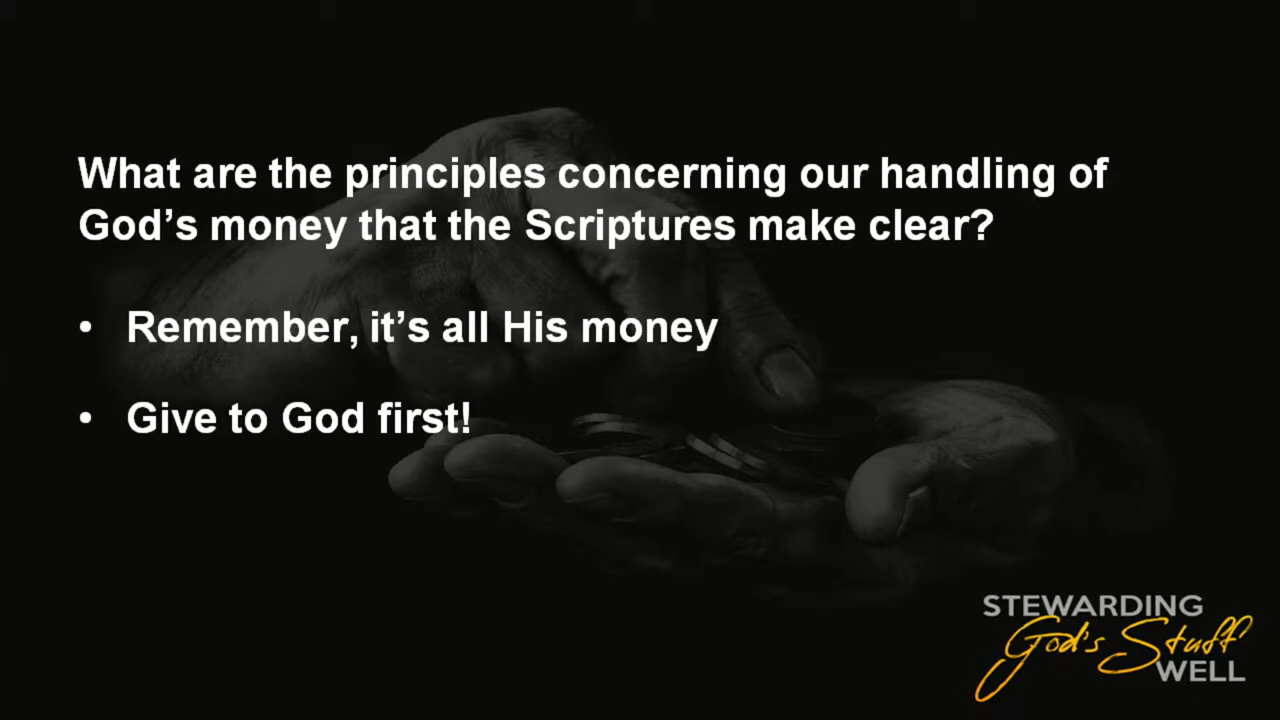 What are the principles concerning our handling of
God’s money that the Scriptures make clear?
• Remember, it’s all His money
• Give to God first!
STEWARDING
God's Stuff
WELL